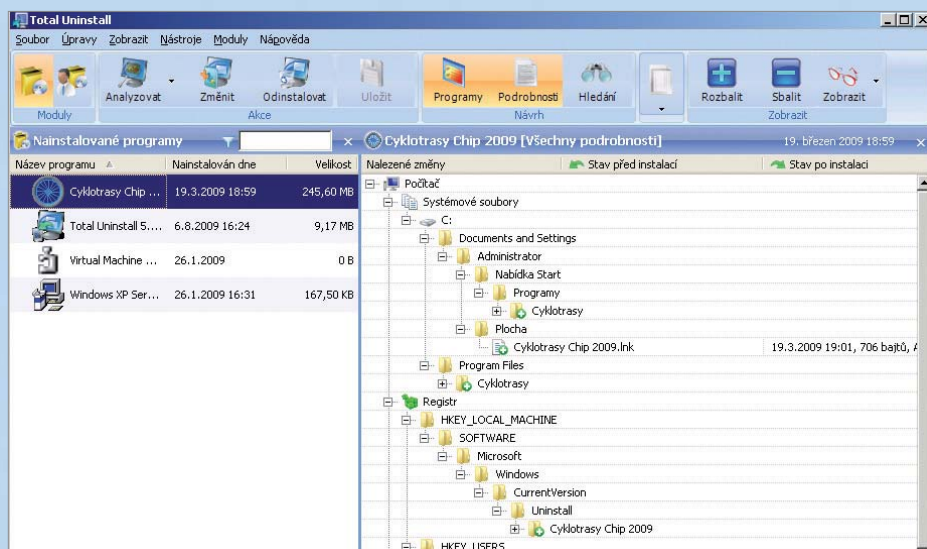 Total Uninstall
Soubor Úpravy Zobrazit Nástroje Moduly Nápověda
Analyzovat Změnit Odinstalovat Uložit Programy Podrobnosti Hledání Rozbalit Sbalit Zobrazit
Moduly Akce Návrh Zobrazit
Nainstalované programy
Název programu Nainstalován dne Velikost
Cyklotrasy Chip ... 19.3.2009 18:59 245,60 MB
Total Uninstall 5.... 6.8.2009 16:24 9,17 MB
Virtual Machine ... 26.1.2009 0 B
Windows XP Ser... 26.1.2009 16:31 167,50 KB
Cyklotrasy Chip 2009 [Všechny podrobnosti] 19. březen 2009 18:59
Nalezené změny Stav před instalací Stav po instalaci
Počítač
Systémové soubory
C:
Documents and Settings
Administrator
Nabídka Start
Programy
Cyklotrasy
Plocha
Cyklotrasy Chip 2009.lnk 19.3.2009 19:01, 706 bajtů, A
Program Files
Cyklotrasy
Registr
HKEY_LOCAL_MACHINE
SOFTWARE
Microsoft
Windows
CurrentVersion
Uninstall
Cyklotrasy Chip 2009
HKEY_USERS